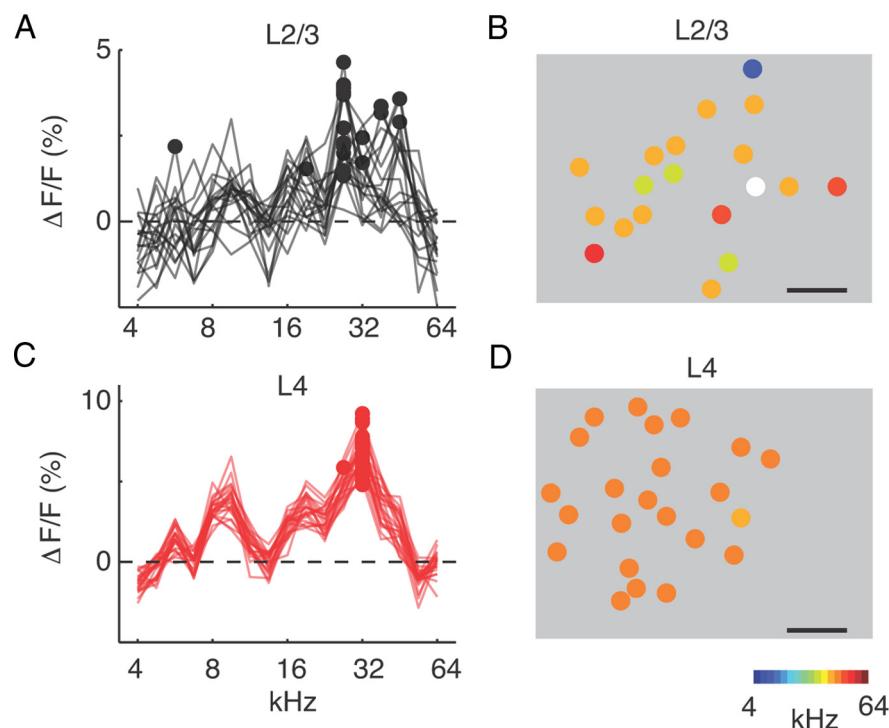 A
L2/3
5
0
ΔF/F (%)
4 8 16 32 64
B
L2/3
C
L4
10
0
ΔF/F (%)
4 8 16 32 64
kHz
D
L4
4 kHz 64